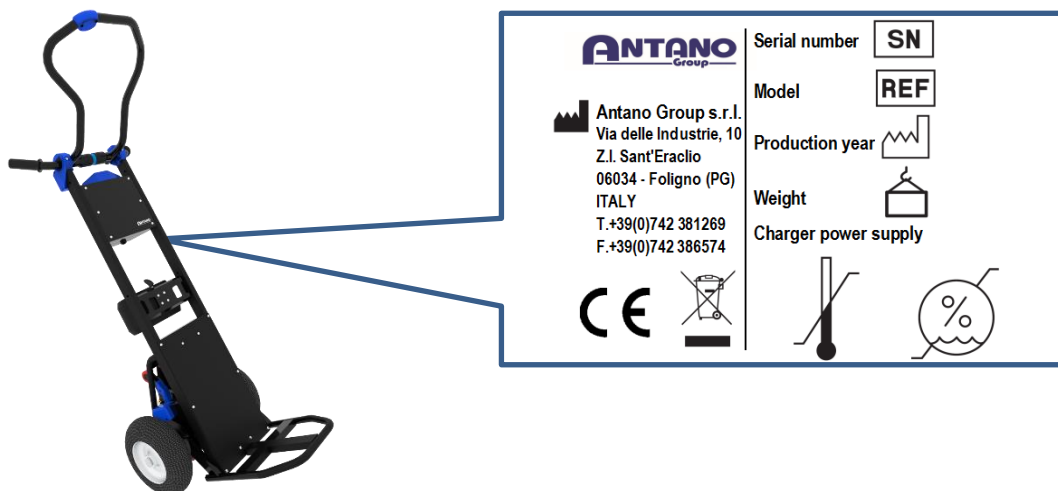 ANTANO
Group
Antano Group s.r.l.
Via delle Industrie, 10
Z.I. Sant'Eraclio
06034 - Foligno (PG)
ITALY
T.+39(0)742 381269
F.+39(0)742 386574
CE
Serial number SN
Model REF
Production year
Weight
Charger power supply
%